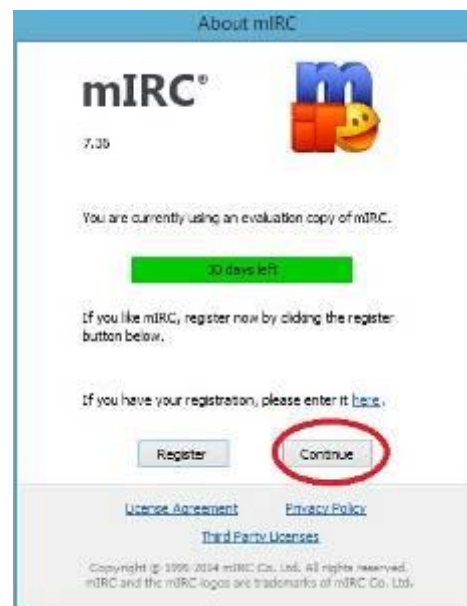 About mIRC
mIRC®
7.36
You are currently using an evaluation copy of mIRC.
30 days left
If you like mIRC, register now by clicking the register
button below.
If you have your registration, please enter it here.
Register
Continue
License Agreement
Privacy Policy
Third Party Licenses
Copyright © 1995-2014 mIRC Co. Ltd. All rights reserved.
mIRC and the mIRC logos are trademarks of mIRC Co. Ltd.